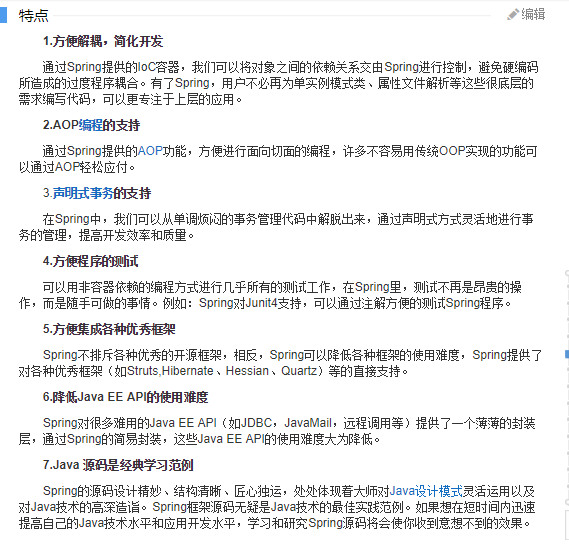 特点
编辑
1.方便解耦，简化开发
通过Spring提供的IoC容器，我们可以将对象之间的依赖关系交由Spring进行控制，避免硬编码
所造成的过度程序耦合。有了Spring，用户不必再为单实例模式类、属性文件解析等这些很底层的
需求编写代码，可以更专注于上层的应用。
2.AOP编程的支持
通过Spring提供的AOP功能，方便进行面向切面的编程，许多不容易用传统OOP实现的功能可
以通过AOP轻松应付。
3.声明式事务的支持
在Spring中，我们可以从单调烦闷的事务管理代码中解脱出来，通过声明式方式灵活地进行事
务的管理，提高开发效率和质量。
4.方便程序的测试
可以用非容器依赖的编程方式进行几乎所有的测试工作，在Spring里，测试不再是昂贵的操
作，而是随手可做的事情。例如：Spring对Junit4支持，可以通过注解方便的测试Spring程序。
5.方便集成各种优秀框架
Spring不排斥各种优秀的开源框架，相反，Spring可以降低各种框架的使用难度，Spring提供了
对各种优秀框架（如Struts,Hibernate、Hessian、Quartz）等的直接支持。
6.降低Java EE API的使用难度
Spring对很多难用的Java EE API（如JDBC，JavaMail，远程调用等）提供了一个薄薄的封装
层，通过Spring的简易封装，这些Java EE API的使用难度大为降低。
7.Java 源码是经典学习范例
Spring的源码设计精妙、结构清晰、匠心独运，处处体现着大师对Java设计模式灵活运用以及
对Java技术的高深造诣。Spring框架源码无疑是Java技术的最佳实践范例。如果想在短时间内迅速
提高自己的Java技术水平和应用开发水平，学习和研究Spring源码将会使你收到意想不到的效果。